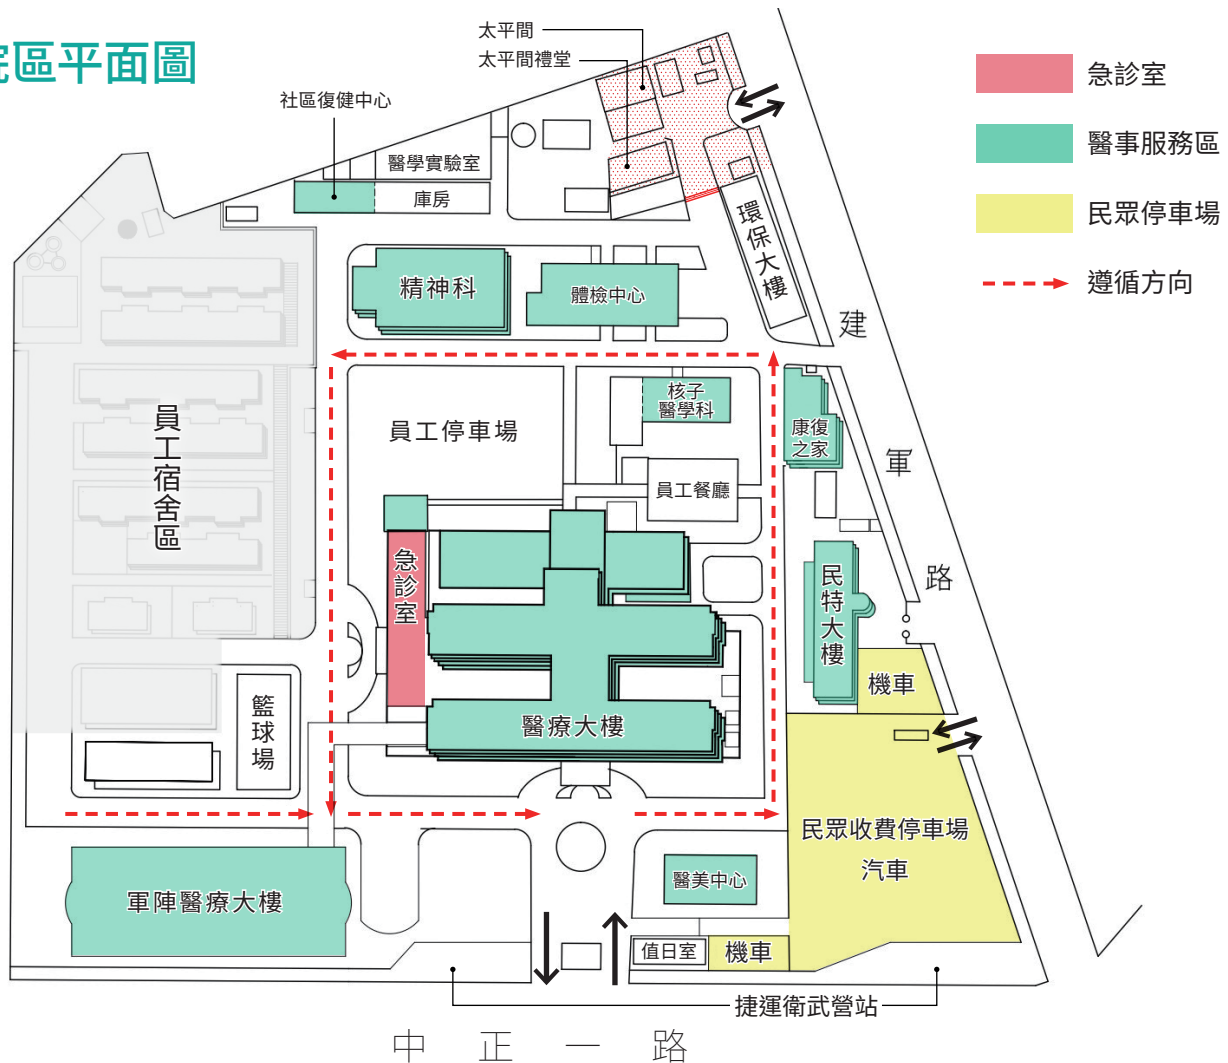 院區平面圖
太平間
太平間禮堂
社區復健中心
醫學實驗室
庫房
急診室
醫事服務區
民眾停車場
遵循方向
環保大樓
精神科
體檢中心
建軍路
核子
醫學科
員工停車場
康復
之家
員工宿舍區
員工餐廳
急診室
民特大樓
機車
籃球場
醫療大樓
民眾收費停車場
汽車
醫美中心
軍陣醫療大樓
值日室
機車
捷運衛武營站
中正一路